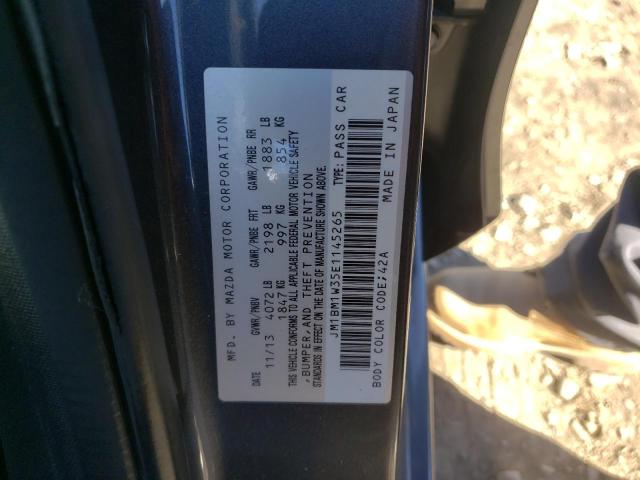 MFD. BY MAZDA MOTOR CORPORATION
DATE GVWR/PNBV GAWR/PNBE FRT GAWR/PNBE RR
11/13 4072 LB 2198 LB 1883 LB
1847 KG 997 KG 854 KG
THIS VEHICLE CONFORMS TO ALL APPLICABLE FEDERAL MOTOR VEHICLE SAFETY
,BUMPER,AND THEFT PREVENTION
STANDARDS IN EFFECT ON THE DATE OF MANUFACTURE SHOWN ABOVE.
JM1BM1W35E1145265 TYPE: PASS CAR
BODY COLOR CODE;42A MADE IN JAPAN